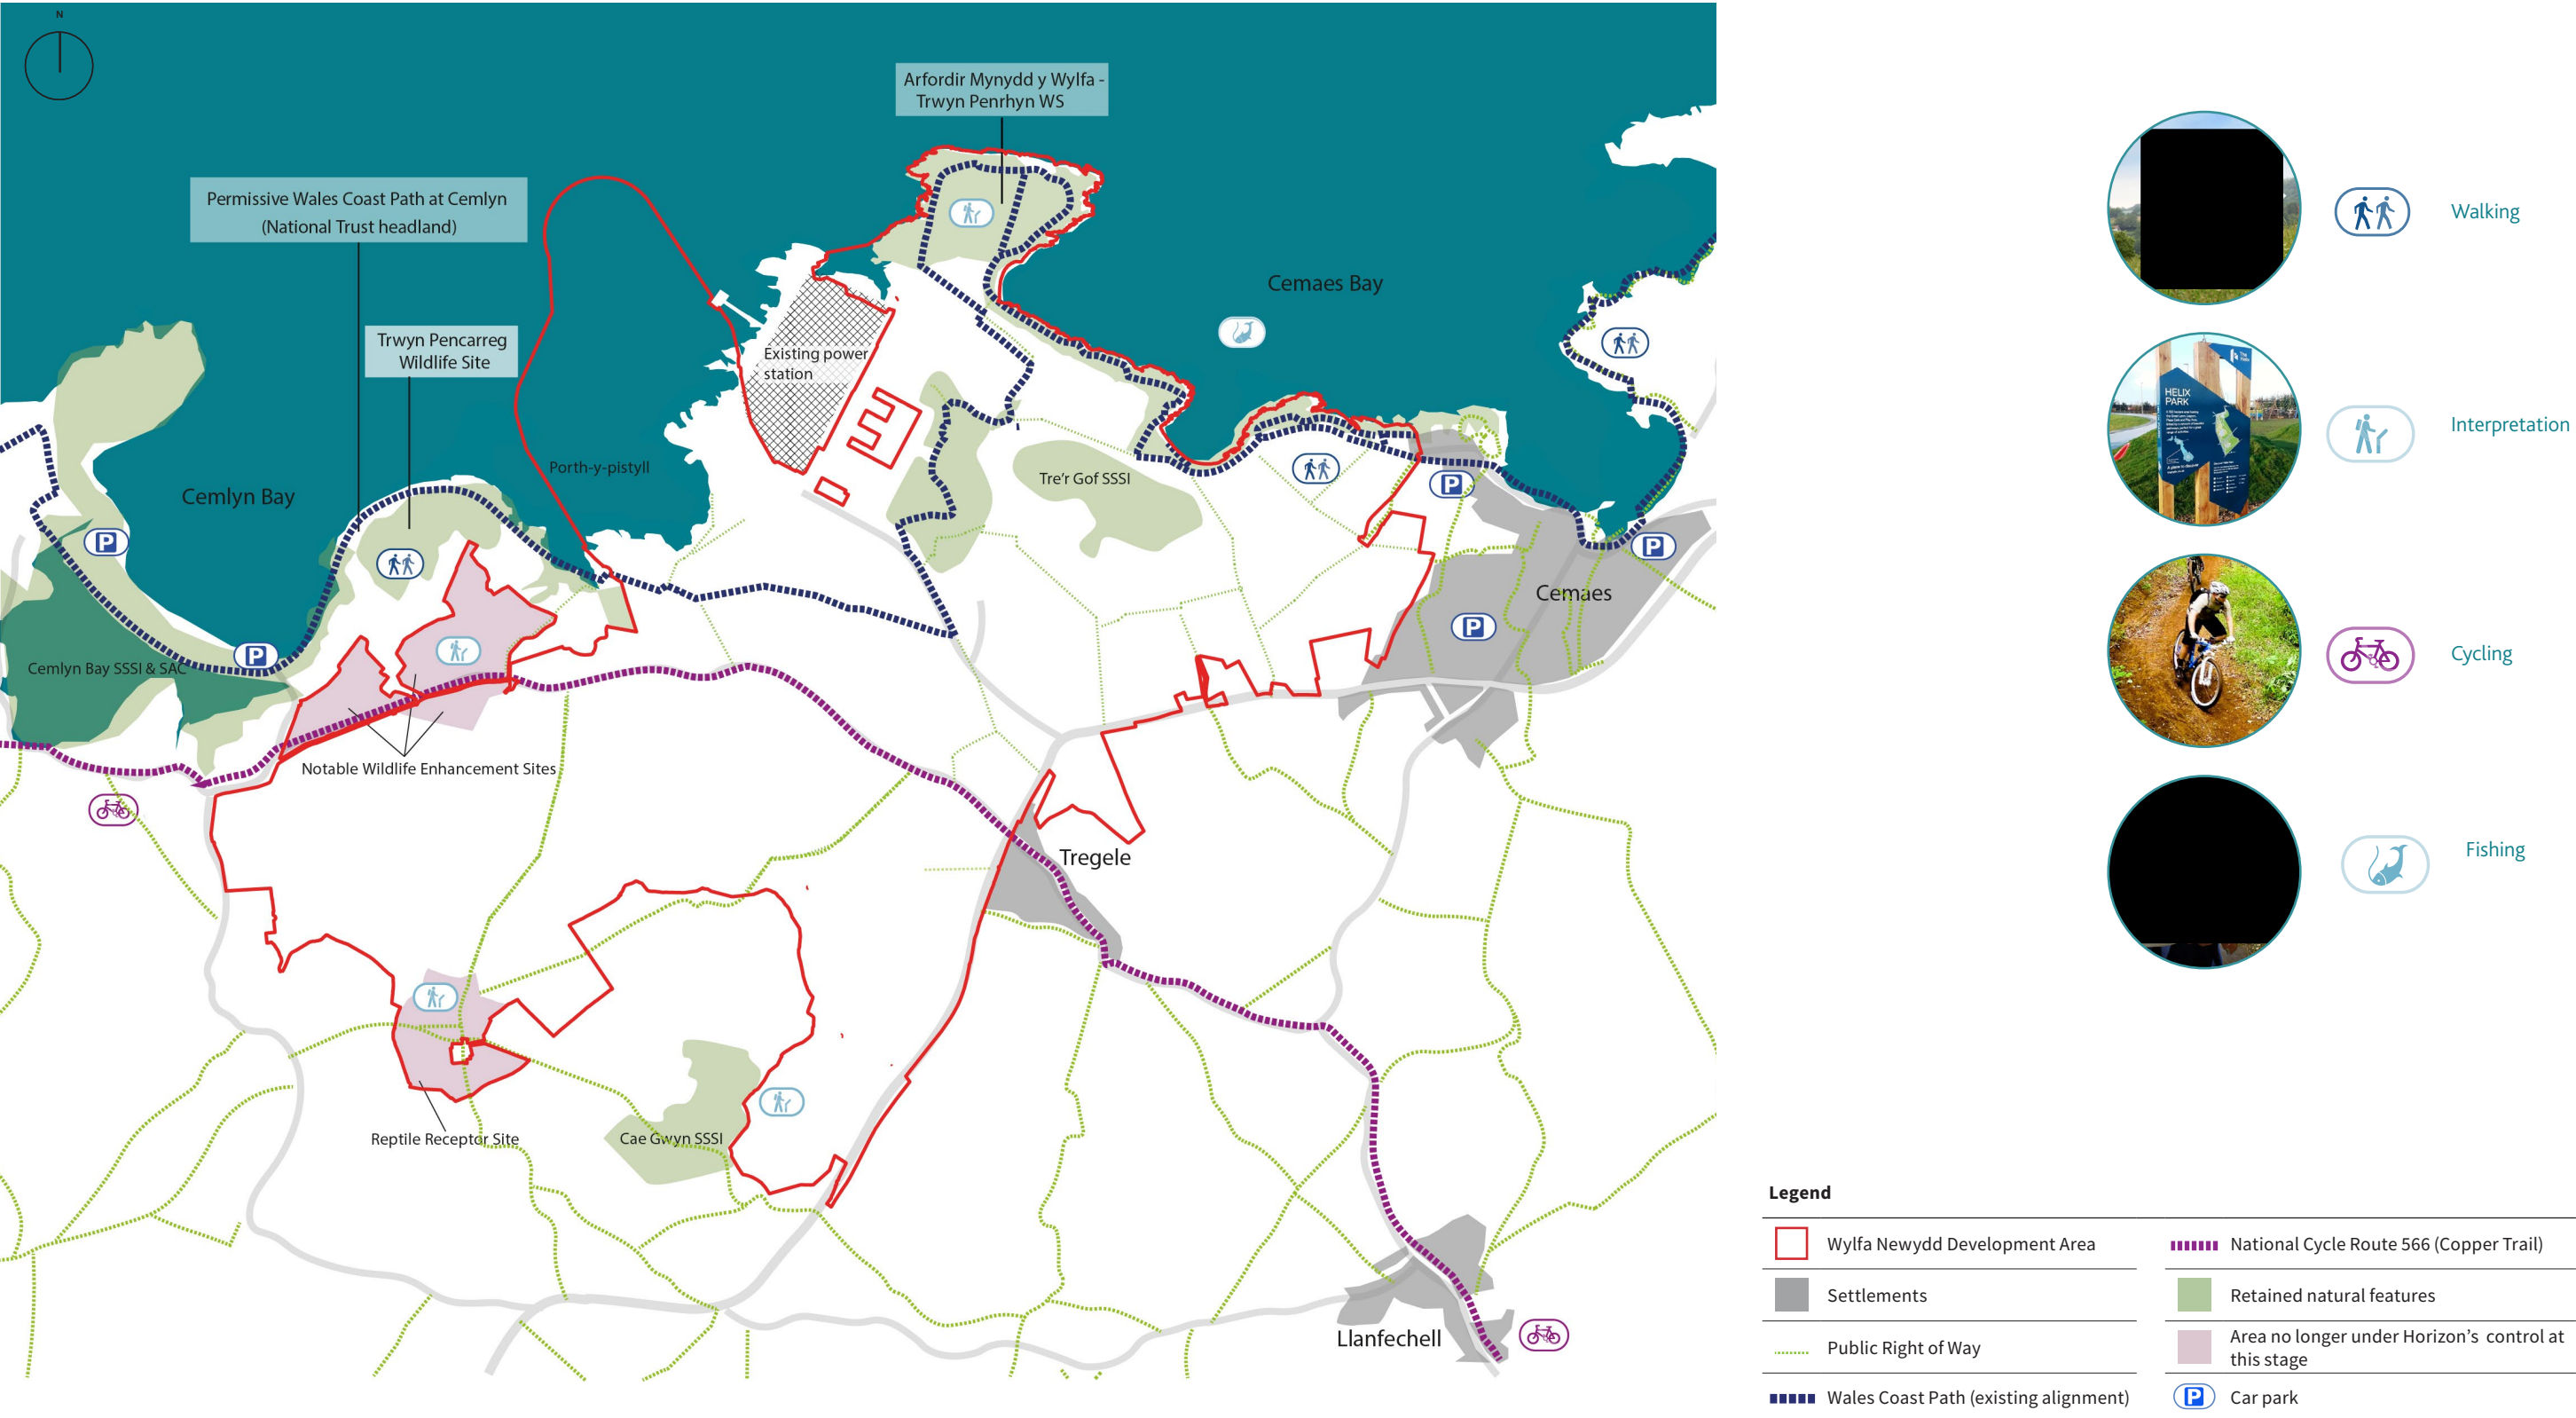 N
Arfordir Mynydd y Wylfa -
Trwyn Penrhyn WS
Permissive Wales Coast Path at Cemlyn
(National Trust headland)
Trwyn Pencarreg
Wildlife Site
Cemaes Bay
Existing power
station
Porth-y-pistyll
Tre'r Gof SSSI
Cemlyn Bay
P
P
P
P
P
Cemaes
Cemlyn Bay SSSI & SAC
Notable Wildlife Enhancement Sites
Tregele
Reptile Receptor Site
Cae Gwyn SSSI
Llanfechell
Walking
HELIX
PARK
Interpretation
Cycling
Fishing
Legend
Wylfa Newydd Development Area
Settlements
Public Right of Way
Wales Coast Path (existing alignment)
National Cycle Route 566 (Copper Trail)
Retained natural features
Area no longer under Horizon's control at
this stage
P
Car park